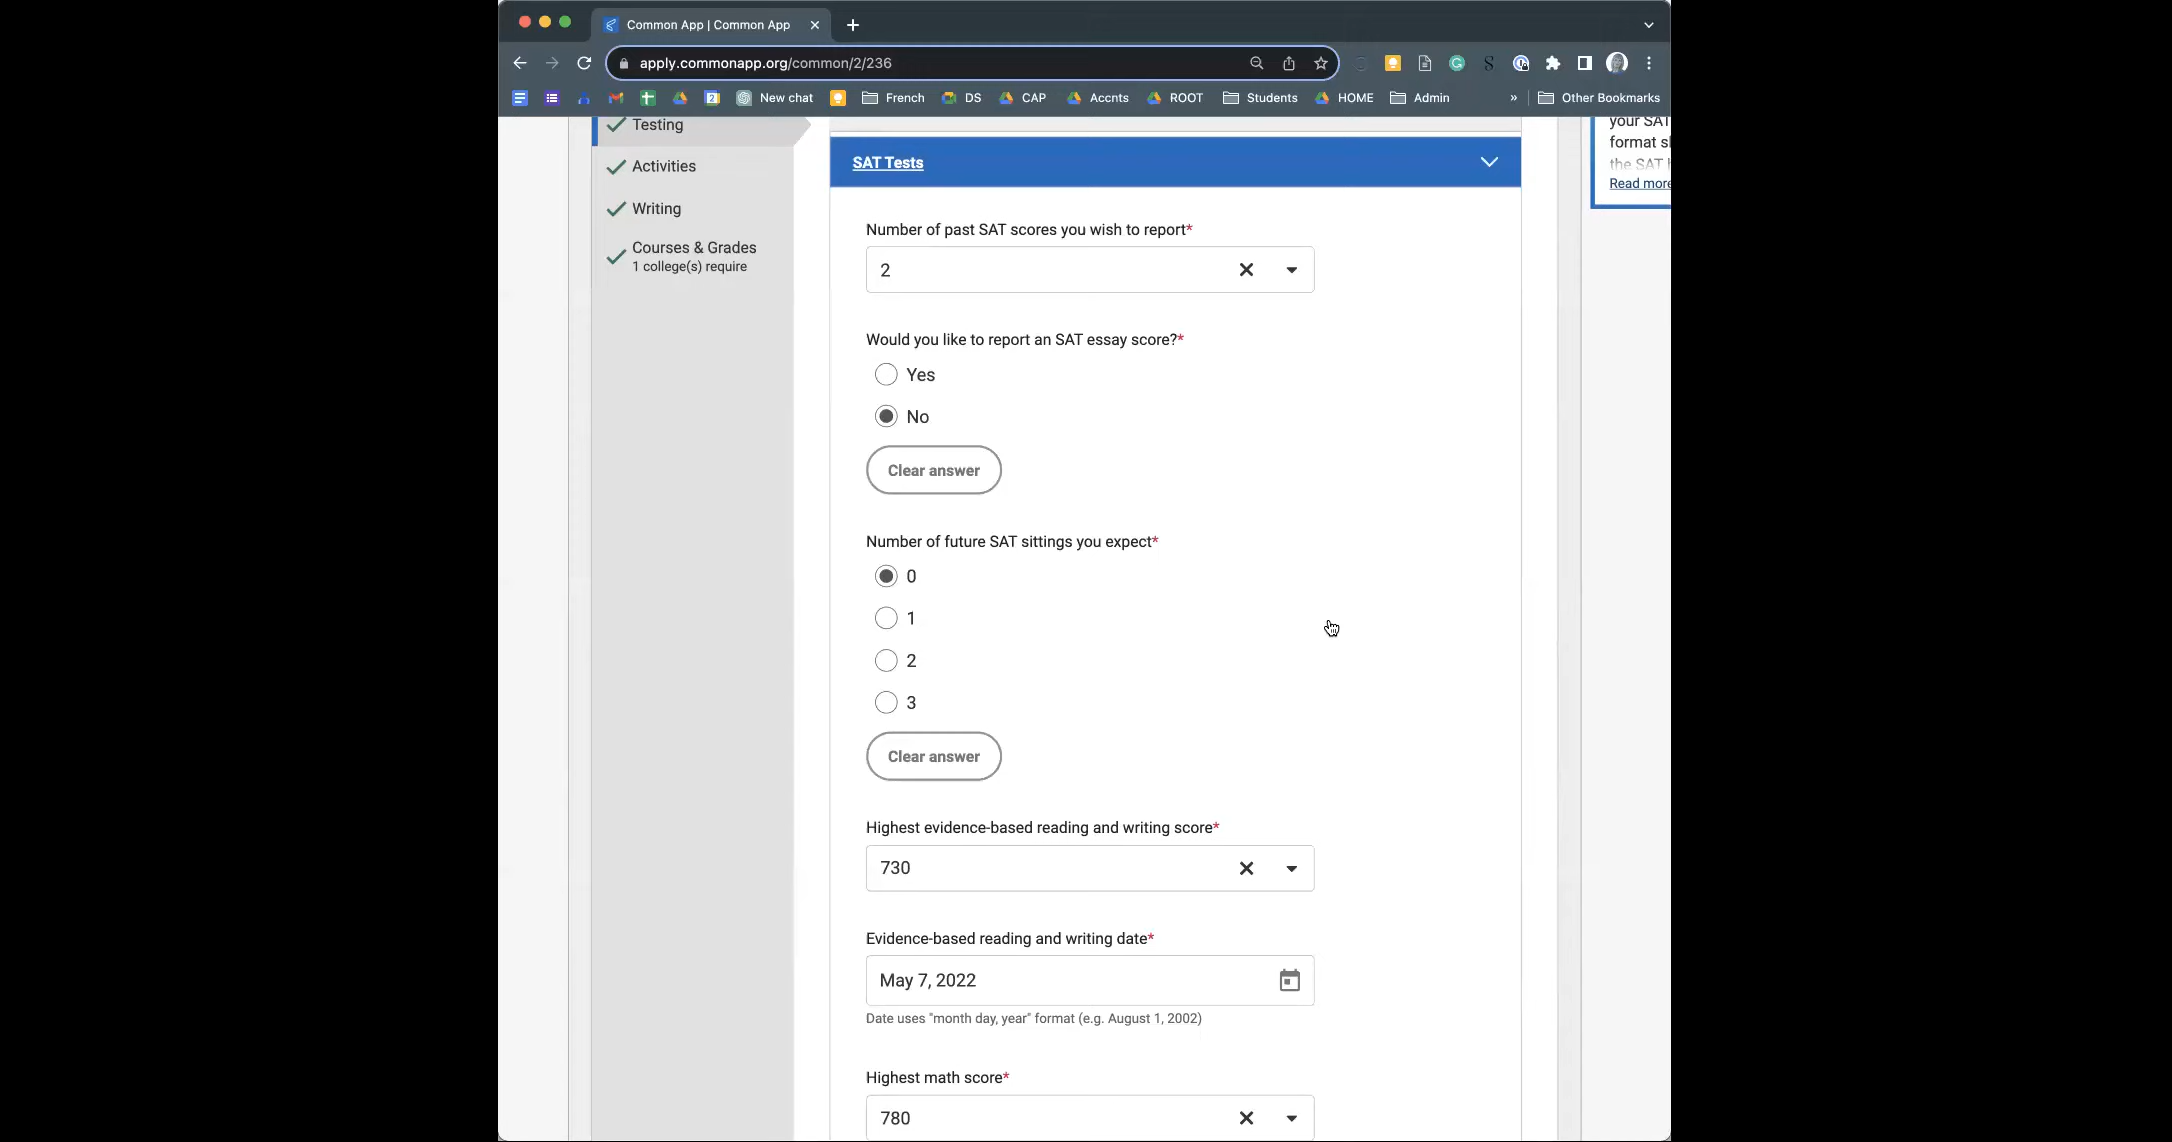 Common App | Common App
apply.commonapp.org/common/2/236
New chat French DS CAP Accnts ROOT Students HOME Admin » Other Bookmarks
Testing
Activities
Writing
Courses & Grades
1 college(s) require
SAT Tests
Number of past SAT scores you wish to report*
2
Would you like to report an SAT essay score?*
Yes
No
Clear answer
Number of future SAT sittings you expect*
0
1
2
3
Clear answer
Highest evidence-based reading and writing score*
730
Evidence-based reading and writing date*
May 7, 2022
Date uses "month day, year" format (e.g. August 1, 2002)
Highest math score*
780
your SAT
format
the SAT
Read more